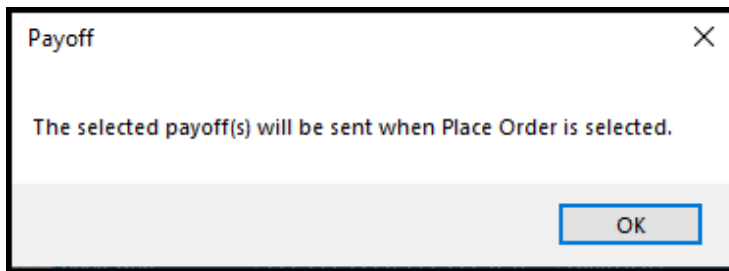 Payoff
The selected payoff(s) will be sent when Place Order is selected.
OK